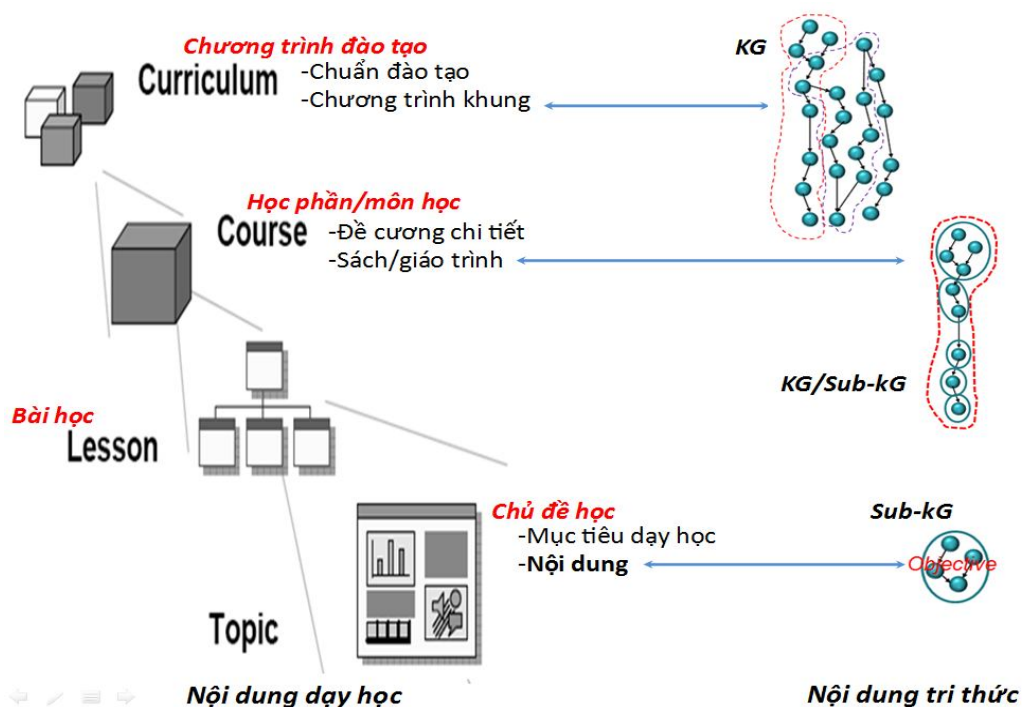 Chương trình đào tạo
Curriculum
-Chuẩn đào tạo
-Chương trình khung
KG
Học phần/môn học
Course
-Đề cương chi tiết
-Sách/giáo trình
KG/Sub-kG
Bài học
Lesson
Chủ đề học
-Mục tiêu dạy học
-Nội dung
Sub-kG
Objective
Topic
Nội dung dạy học
Nội dung tri thức